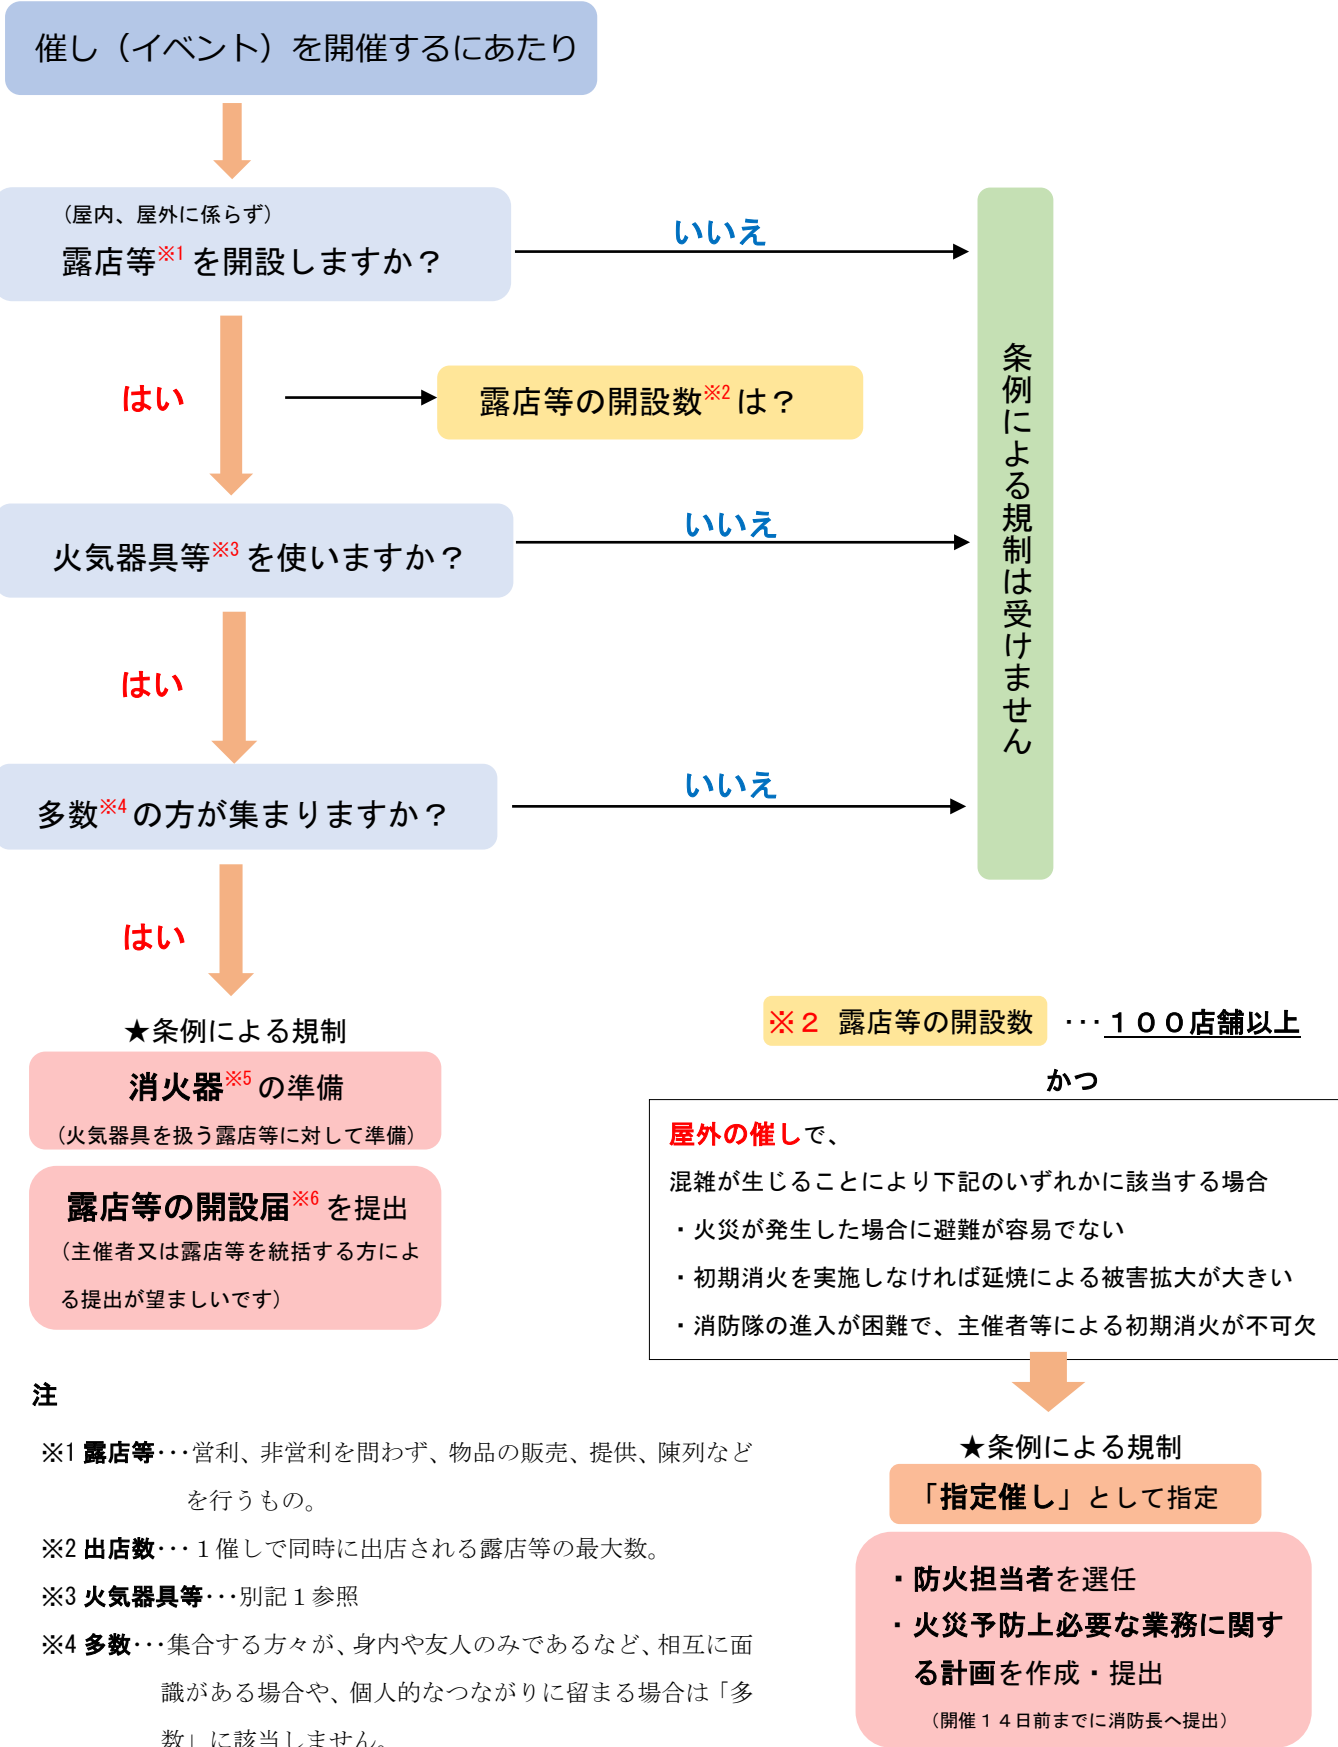 催し（イベント）を開催するにあたり
（屋内、屋外に係らず）
露店等※1を開設しますか？
いいえ
はい
露店等の開設数※2は？
火気器具等※3を使いますか？
いいえ
はい
多数※4の方が集まりますか？
いいえ
はい
条例による規制は受けません
★条例による規制
消火器※5の準備
（火気器具を扱う露店等に対して準備）
露店等の開設届※6を提出
（主催者又は露店等を統括する方によ
る提出が望ましいです）
※２ 露店等の開設数 ･･･１００店舗以上
かつ
屋外の催しで、
混雑が生じることにより下記のいずれかに該当する場合
・火災が発生した場合に避難が容易でない
・初期消火を実施しなければ延焼による被害拡大が大きい
・消防隊の進入が困難で、主催者等による初期消火が不可欠
★条例による規制
「指定催し」として指定
・防火担当者を選任
・火災予防上必要な業務に関す
る計画を作成・提出
（開催１４日前までに消防長へ提出）
注
※1 露店等･･･営利、非営利を問わず、物品の販売、提供、陳列など
を行うもの。
※2 出店数･･･１催しで同時に出店される露店等の最大数。
※3 火気器具等･･･別記１参照
※4 多数･･･集合する方々が、身内や友人のみであるなど、相互に面
識がある場合や、個人的なつながりに留まる場合は「多
数」に該当しません。